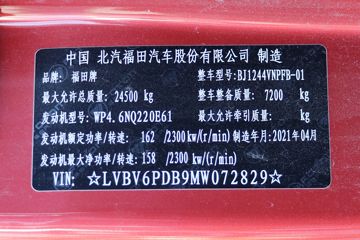 中国 北汽福田汽车股份有限公司 制造
品牌: 福田牌 整车型号: BJ1244VNPFB-01
最大允许总质量: 24500 kg 整车整备质量: 7200 kg
发动机型号: WP4.6NQ220E61 最大允许牵引质量: kg
发动机额定功率/转速: 162 /2300kw/(r/min) 制造年月:2021年04月
发动机最大净功率/转速: 158 /2300 kw/(r/min)
VIN: ☆LVBV6PDB9MW072829☆